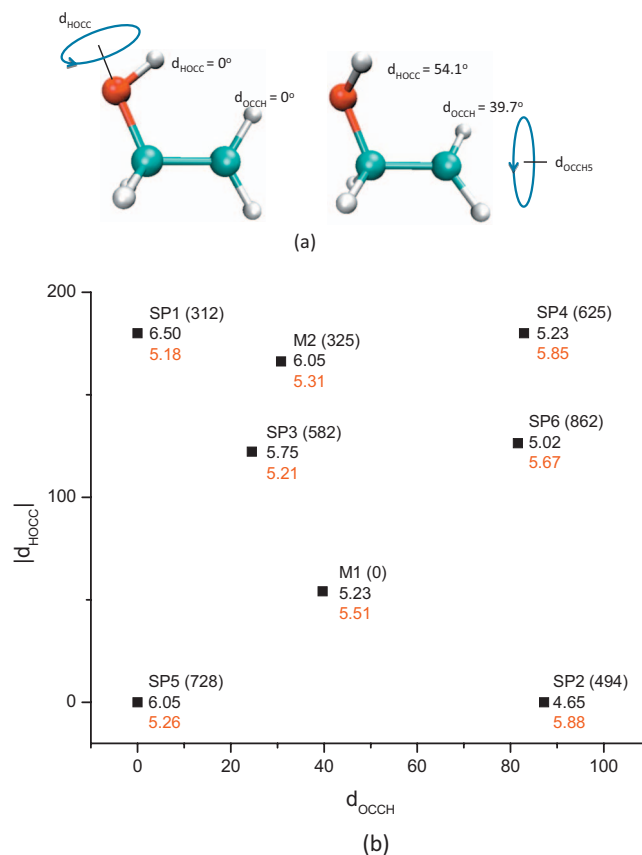 dHOCC
dHOCC = 0°
dOCCH = 0°
dHOCC = 54.1°
dOCCH = 39.7°
dOCCH5
(a)
200
100
0
|dHOCC|
SP1 (312)
6.50
5.18
M2 (325)
6.05
5.31
SP4 (625)
5.23
5.85
SP3 (582)
5.75
5.21
SP6 (862)
5.02
5.67
M1 (0)
5.23
5.51
SP5 (728)
6.05
5.26
SP2 (494)
4.65
5.88
0 20 40 60 80 100
dOCCH
(b)